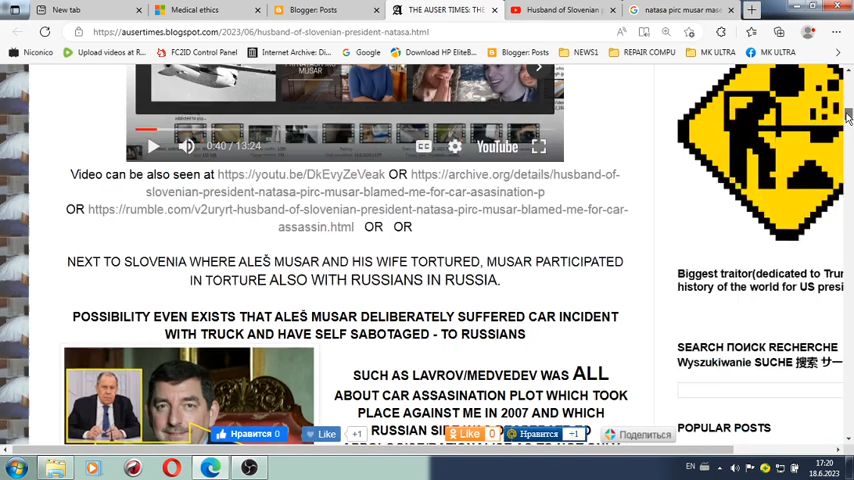 New tab
Medical ethics
Blogger: Posts
THE AUSER TIMES: THE
Husband of Slovenian p
natasa pirc musar mase
https://ausertimes.blogspot.com/2023/06/husband-of-slovenian-president-natasa.html
Niconico
Upload videos at R...
FC2ID Control Panel
Internet Archive: Di...
Google
Download HP EliteB...
Blogger: Posts
NEWS1
REPAIR COMPU
MK ULTRA
MK ULTRA
MUSAR
0:40 / 13:24
CC
YouTube
Video can be also seen at https://youtu.be/DkEvyZeVeak OR https://archive.org/details/husband-of-
slovenian-president-natasa-pirc-musar-blamed-me-for-car-asasination-p
OR https://rumble.com/v2uryrt-husband-of-slovenian-president-natasa-pirc-musar-blamed-me-for-car-
assassin.html OR OR
NEXT TO SLOVENIA WHERE ALEŠ MUSAR AND HIS WIFE TORTURED, MUSAR PARTICIPATED
IN TORTURE ALSO WITH RUSSIANS IN RUSSIA.
POSSIBILITY EVEN EXISTS THAT ALEŠ MUSAR DELIBERATELY SUFFERED CAR INCIDENT
WITH TRUCK AND HAVE SELF SABOTAGED - TO RUSSIANS
SUCH AS LAVROV/MEDVEDEV WAS ALL
ABOUT CAR ASSASINATION PLOT WHICH TOOK
PLACE AGAINST ME IN 2007 AND WHICH
RUSSIAN
Нравится 0
Like
+1
Like 0
Нравится
−1
Поделиться
Biggest traitor(dedicated to Trum
history of the world for US presi
SEARCH ПОИСК RECHERCHE
Wyszukiwanie SUCHE 搜索 サー
POPULAR POSTS
EN
17:20
18.6.2023